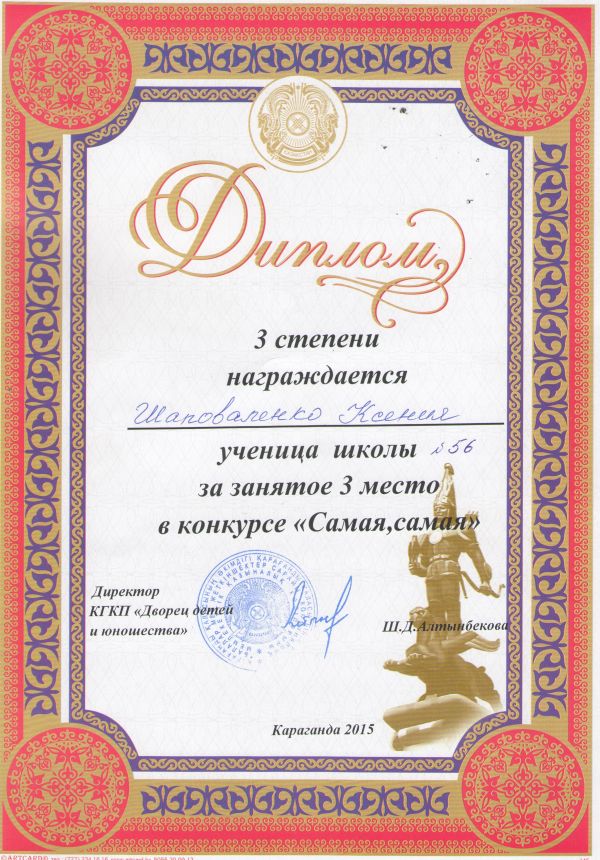 Диплом
3 степени
награждается
Шаповаленко Ксения
ученица школы №56
за занятое 3 место
в конкурсе «Самая,самая»
Директор
КГКП «Дворец детей
и юношества»
Ш.Д.Алтынбекова
Караганда 2015
©ARTCARD®